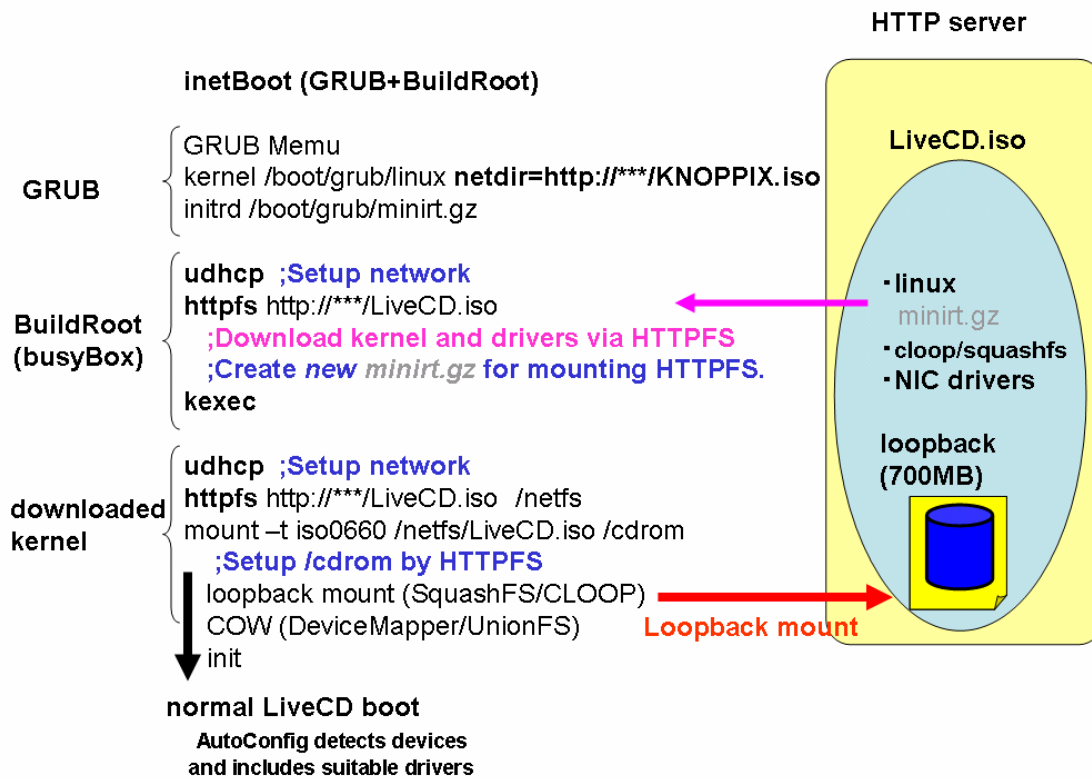 HTTP server
inetBoot (GRUB+BuildRoot)
GRUB
GRUB Memu
kernel /boot/grub/linux netdir=http://***/KNOPPIX.iso
initrd /boot/grub/minirt.gz
BuildRoot
(busyBox)
udhcp ;Setup network
httpfs http://***/LiveCD.iso
;Download kernel and drivers via HTTPFS
;Create new minirt.gz for mounting HTTPFS.
kexec
downloaded
kernel
udhcp ;Setup network
httpfs http://***/LiveCD.iso /netfs
mount –t iso0660 /netfs/LiveCD.iso /cdrom
;Setup /cdrom by HTTPFS
loopback mount (SquashFS/CLOOP)
COW (DeviceMapper/UnionFS)
init
Loopback mount
normal LiveCD boot
AutoConfig detects devices
and includes suitable drivers
LiveCD.iso
・linux
minirt.gz
・cloop/squashfs
・NIC drivers
loopback
(700MB)